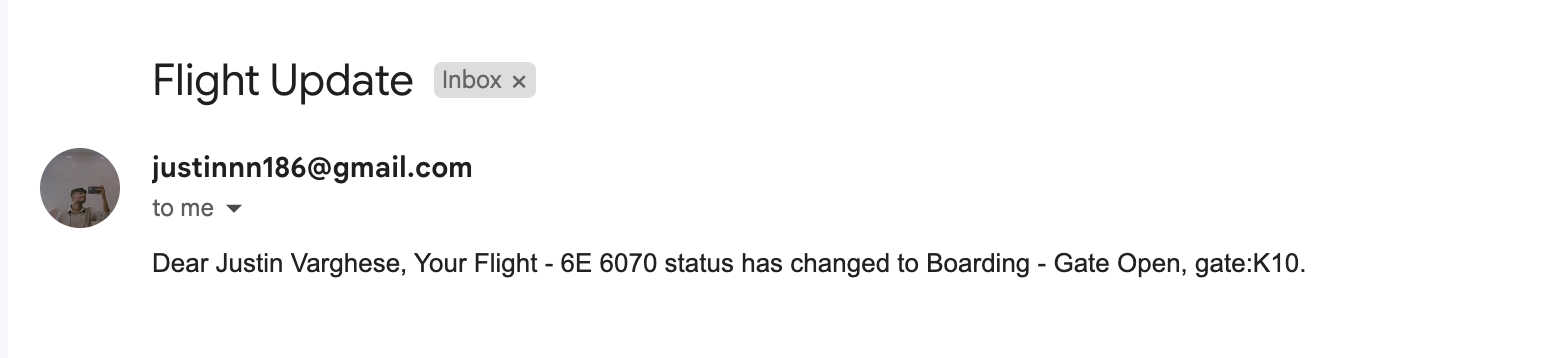 Flight Update Inbox ×
justinnn186@gmail.com
to me
Dear Justin Varghese, Your Flight - 6E 6070 status has changed to Boarding - Gate Open, gate:K10.